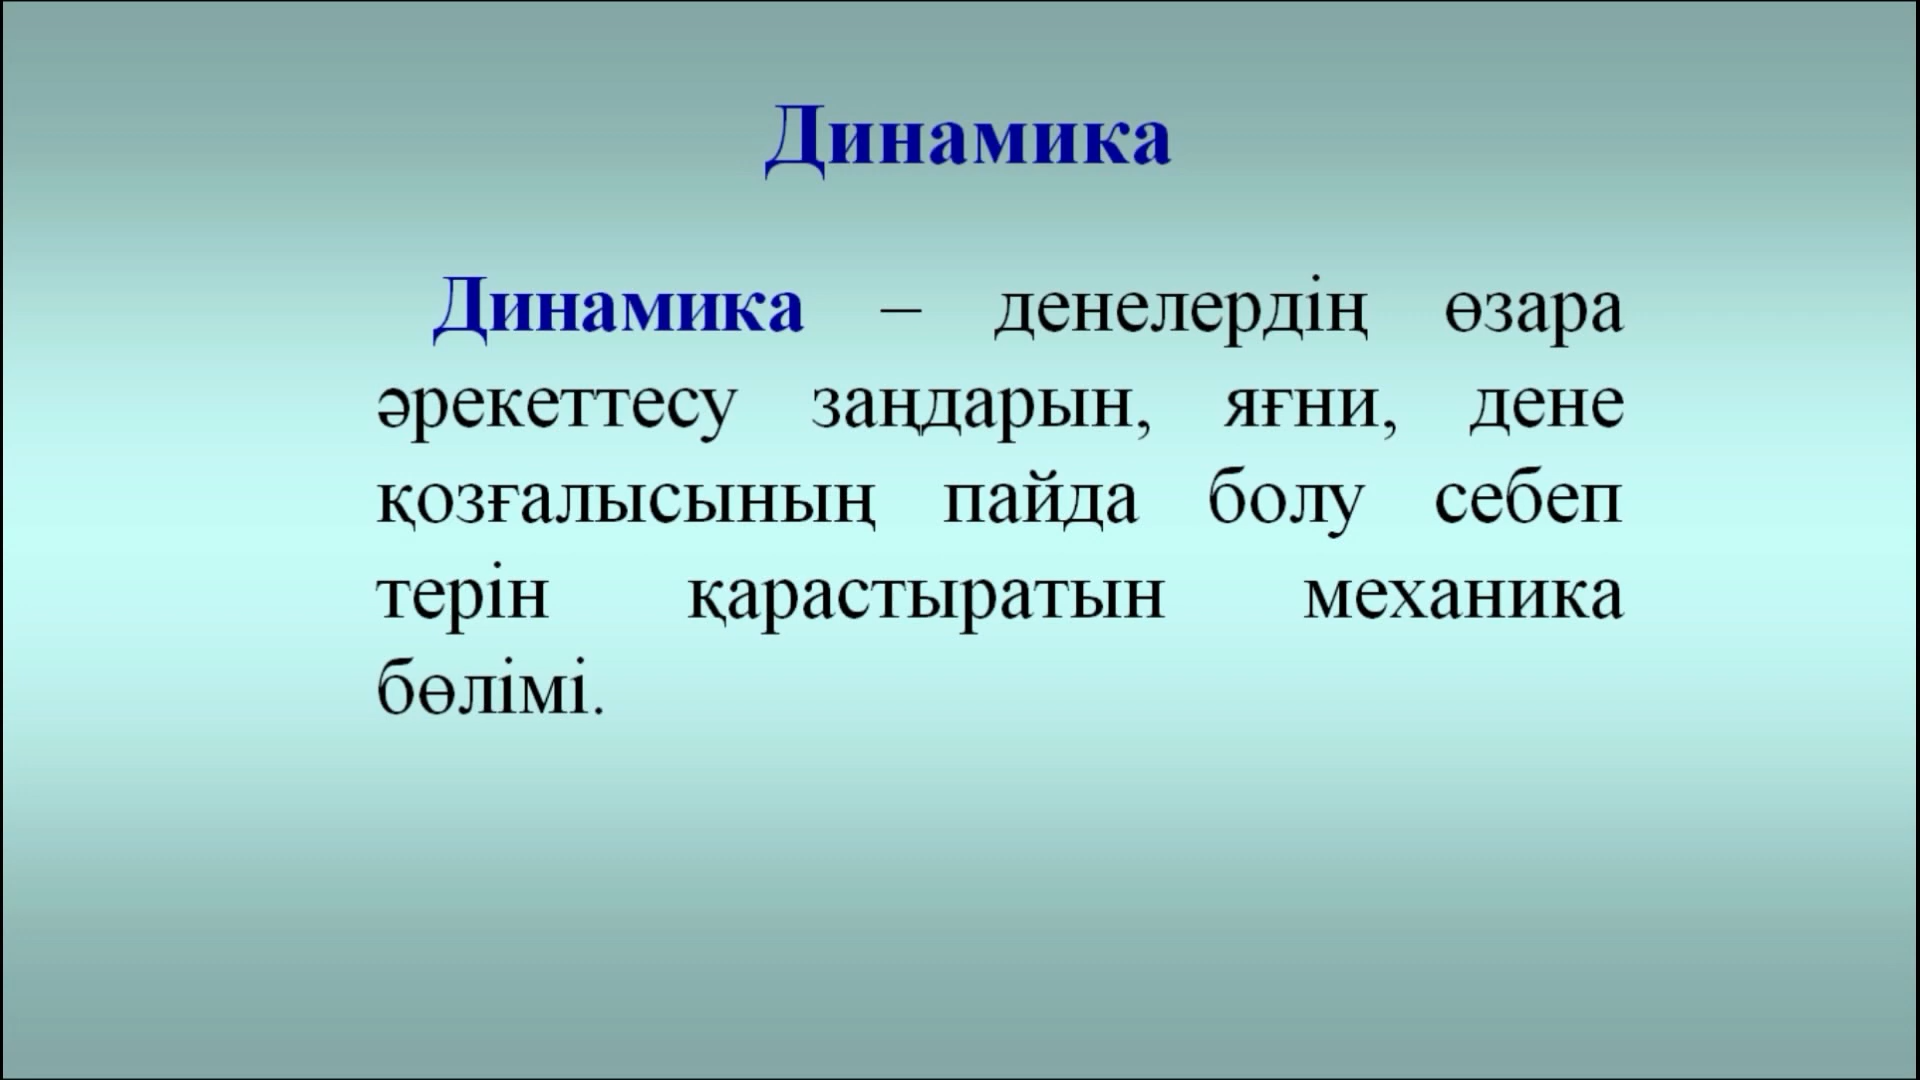 Динамика
Динамика – денелердің өзара
әрекеттесу заңдарын, яғни, дене
қозғалысының пайда болу себеп
терін қарастыратын механика
бөлімі.